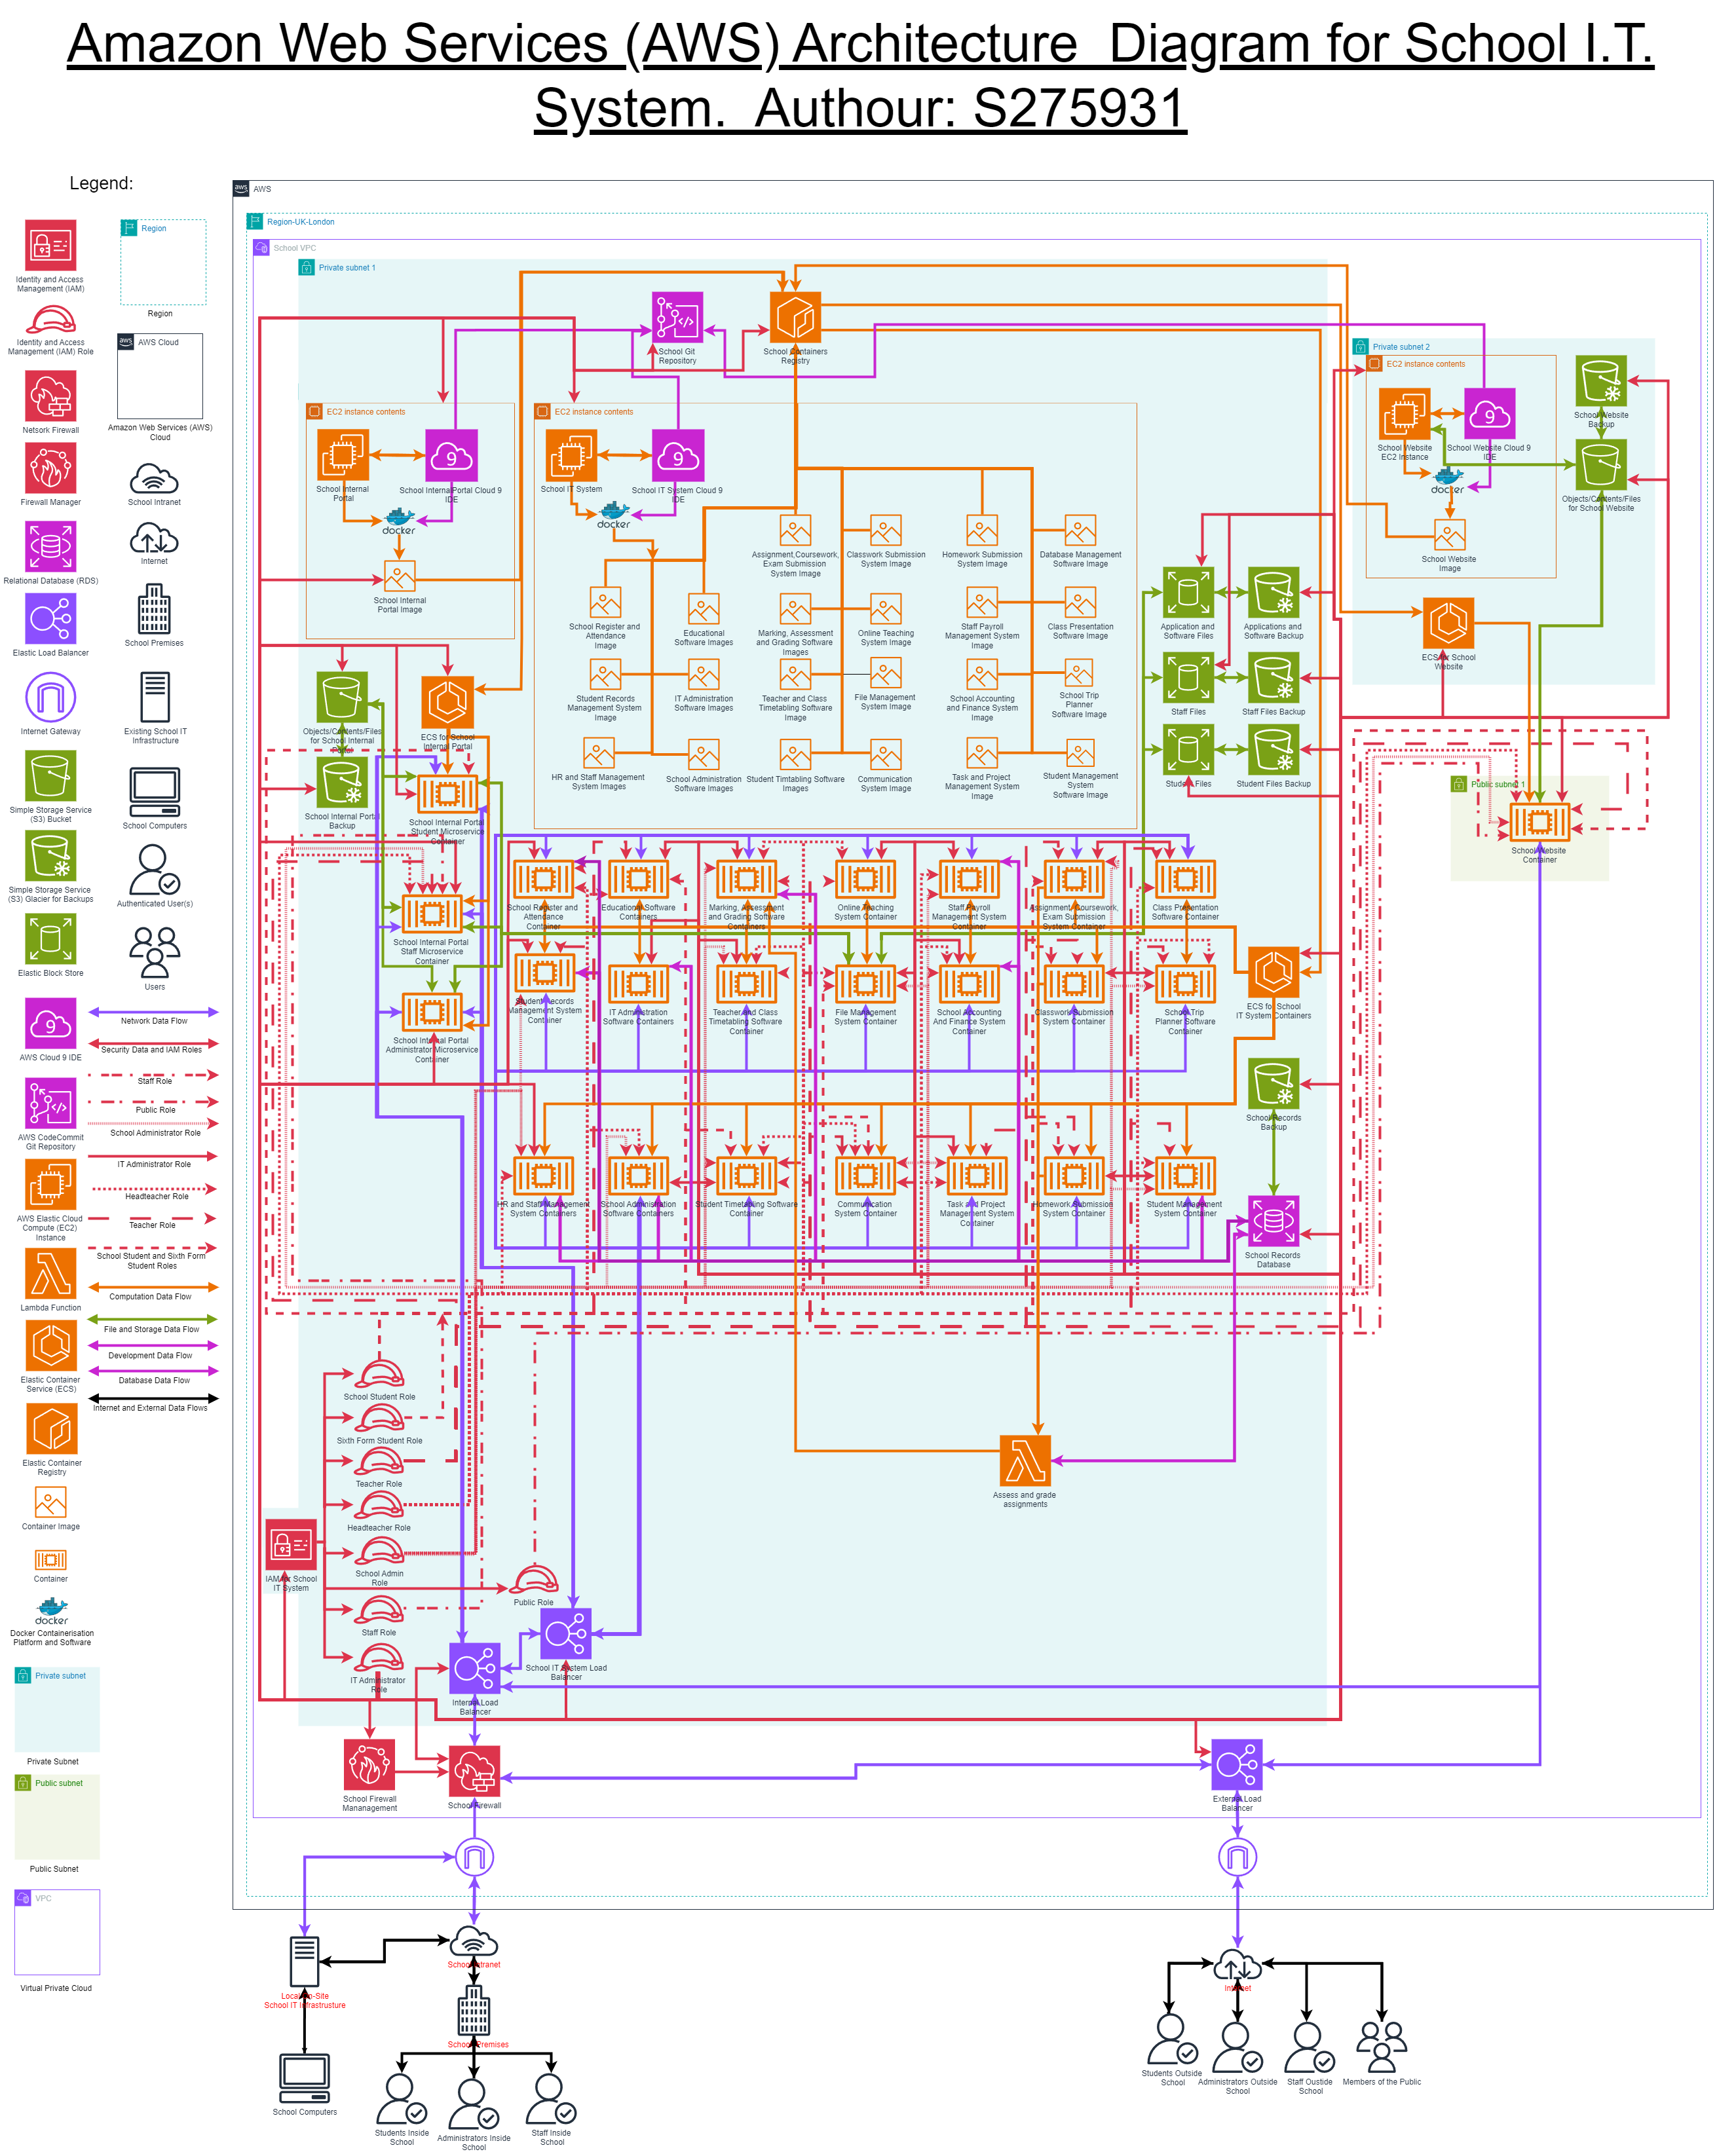 Amazon Web Services (AWS) Architecture  Diagram for School I.T.
System.  Authour: S275931
Legend:
Identity and Access
Management (IAM)
Identity and Access
Management (IAM) Role
Netsork Firewall
Firewall Manager
Relational Database (RDS)
Elastic Load Balancer
Internet Gateway
Simple Storage Service
(S3) Bucket
Simple Storage Service
(S3) Glacier for Backups
Elastic Block Store
AWS Cloud 9 IDE
AWS CodeCommit
Git Repository
AWS Elastic Cloud
Compute (EC2)
Instance
Lambda Function
Elastic Container
Service (ECS)
Elastic Container
Registry
Container Image
Container
docker
Docker Containerisation
Platform and Software
Private subnet
Private Subnet
Public subnet
Public Subnet
VPC
Virtual Private Cloud
Region
Region
aws
AWS Cloud
Amazon Web Services (AWS)
Cloud
School Intranet
Internet
School Premises
Existing School IT
Infrastructure
School Computers
Authenticated User(s)
Users
Network Data Flow
Security Data and IAM Roles
Staff Role
Public Role
School Administrator Role
IT Administrator Role
Headteacher Role
Teacher Role
School Student and Sixth Form
Student Roles
Computation Data Flow
File and Storage Data Flow
Development Data Flow
Database Data Flow
Internet and External Data Flows
aws
AWS
Region-UK-London
School VPC
Private subnet 1
School Git
Repository
School Containers
Registry
EC2 instance contents
School Internal
Portal
9
School Internal Portal Cloud 9
IDE
docker
School Internal
Portal Image
EC2 instance contents
School IT System
9
School IT System Cloud 9
IDE
docker
Assignment,Coursework,
Exam Submission
System Image
Classwork Submission
System Image
Homework Submission
System Image
Database Management
Software Image
School Register and
Attendance
Image
Educational
Software Images
Marking, Assessment
and Grading Software
Images
Online Teaching
System Image
Staff Payroll
Management System
Image
Class Presentation
Software Image
Student Records
Management System
Image
IT Administration
Software Images
Teacher and Class
Timetabling Software
Image
File Management
System Image
School Accounting
and Finance System
Image
School Trip
Planner
Software Image
HR and Staff Management
System Images
School Administration
Software Images
Student Timtabling Software
Images
Communication
System Image
Task and Project
Management System
Image
Student Management
System
Software Image
Private subnet 2
EC2 instance contents
School Website
EC2 Instance
9
School Website Cloud 9
IDE
docker
School Website
Image
School Website
Backup
Objects/Contents/Files
for School Website
ECS for School
Website
Application and
Software Files
Applications and
Software Backup
Staff Files
Staff Files Backup
Student Files
Student Files Backup
Public subnet 1
School Website
Container
Objects/Contents/Files
for School Internal
Portal
ECS for School
Internal Portal
School Internal Portal
Backup
School Internal Portal
Student Microservice
Container
School Internal Portal
Staff Microservice
Container
School Internal Portal
Administrator Microservice
Container
School Register and
Attendance
Container
Educational Software
Containers
Marking, Assessment
and Grading Software
Containers
Online Teaching
System Container
Staff Payroll
Management System
Container
Assignment, Coursework,
Exam Submission
System Container
Class Presentation
Software Container
Student Records
Management System
Container
IT Administration
Software Containers
Teacher and Class
Timetabling Software
Container
File Management
System Container
School Accounting
And Finance System
Container
Classwork Submission
System Container
School Trip
Planner Software
Container
ECS for School
IT System Containers
School Records
Backup
HR and Staff Management
System Containers
School Administration
Software Containers
Student Timetabling Software
Container
Communication
System Container
Task and Project
Management System
Container
Homework Submission
System Container
Student Management
System Container
School Records
Database
School Student Role
Sixth Form Student Role
Teacher Role
Headteacher Role
School Admin
Role
Staff Role
IT Administrator
Role
IAM for School
IT System
Public Role
Assess and grade
assignments
School IT System Load
Balancer
Internal Load
Balancer
School Firewall
Mananagement
School Firewall
External Load
Balancer
School Intranet
Local On-Site
School IT Infrastrusture
School Premises
School Computers
Students Inside
School
Administrators Inside
School
Staff Inside
School
Internet
Students Outside
School
Administrators Outside
School
Staff Oustide
School
Members of the Public